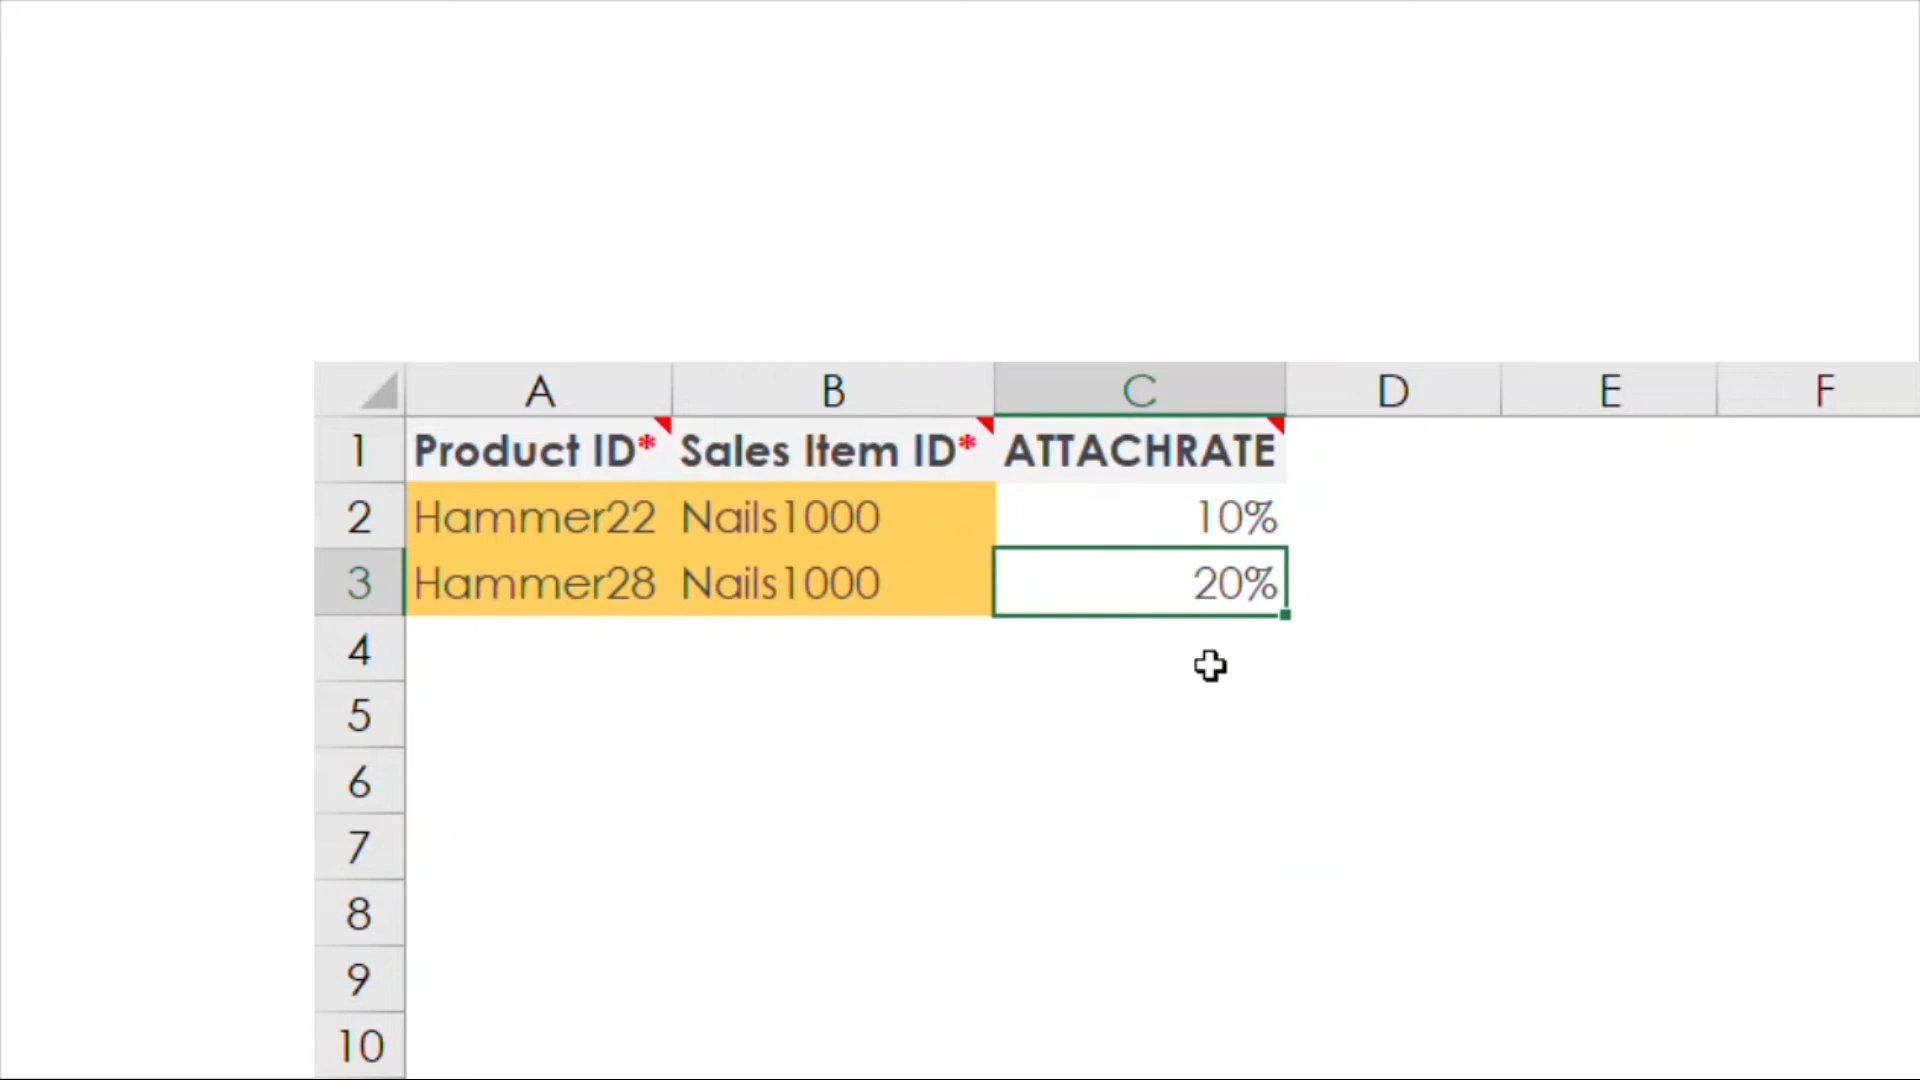 A B C D E F
1 Product ID* Sales Item ID* ATTACHRATE
2 Hammer22 Nails1000 10%
3 Hammer28 Nails1000 20%
4
5
6
7
8
9
10